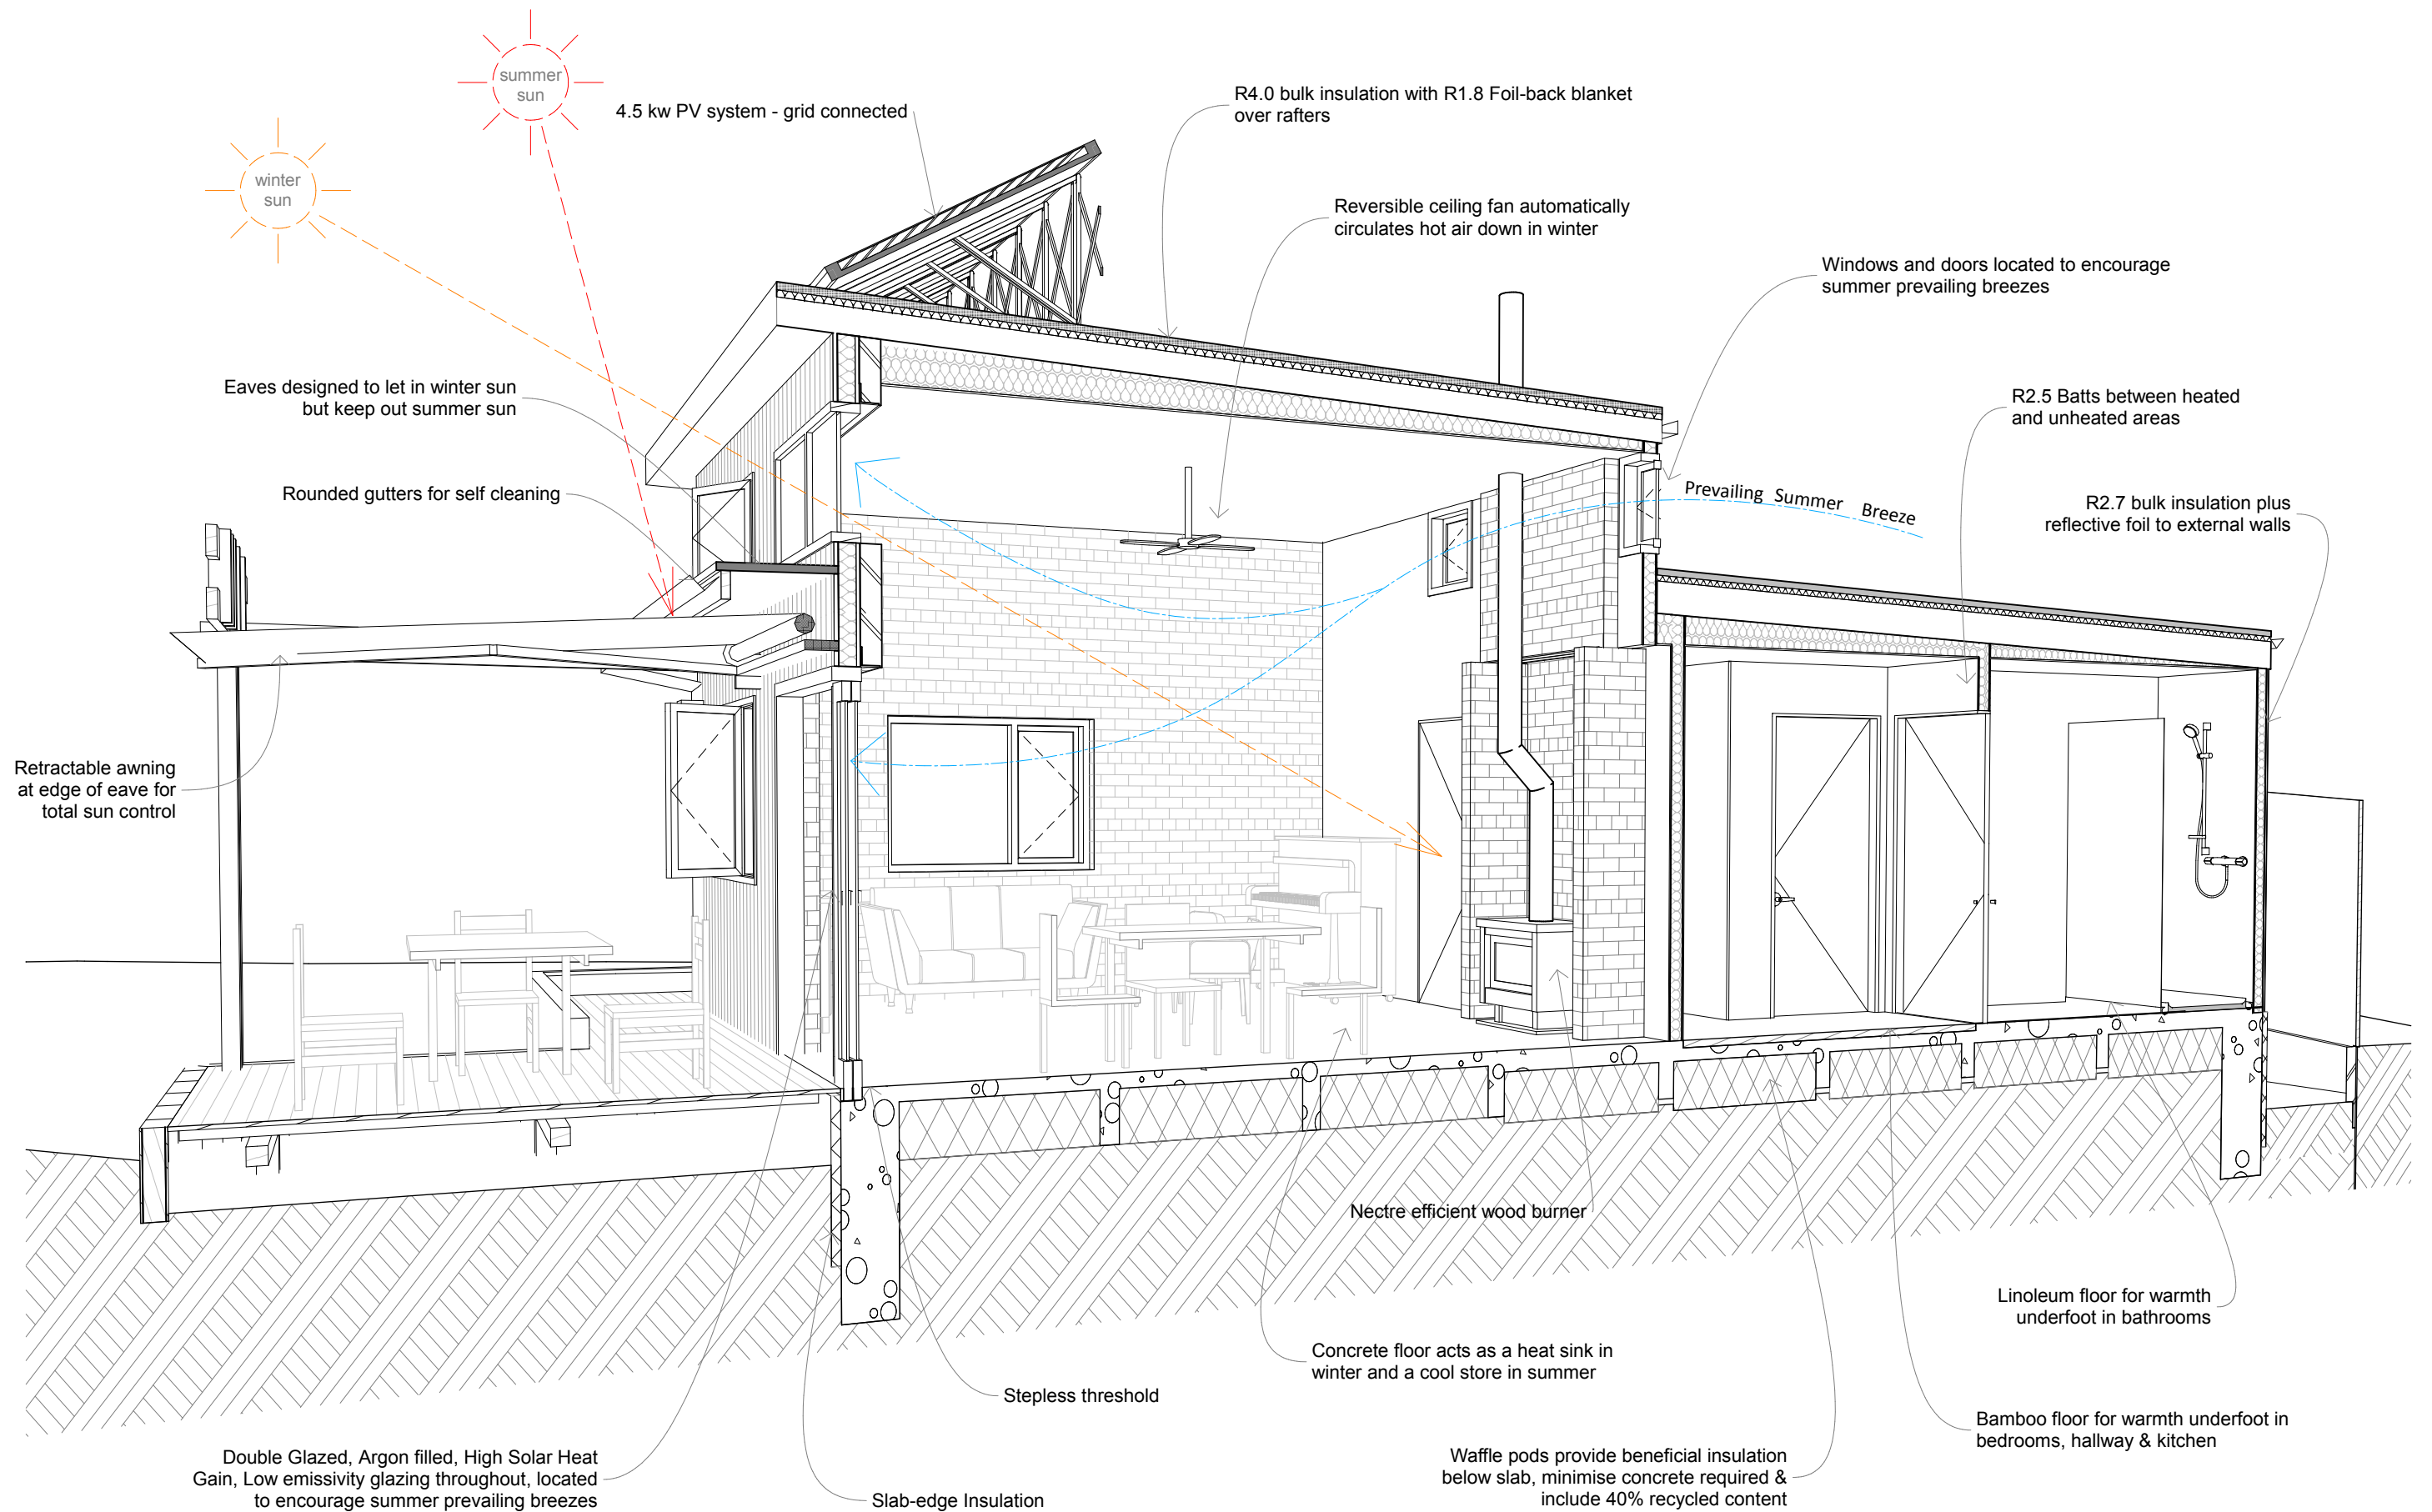 summer
sun
4.5 kw PV system - grid connected
R4.0 bulk insulation with R1.8 Foil-back blanket
over rafters
winter
sun
Reversible ceiling fan automatically
circulates hot air down in winter
Windows and doors located to encourage
summer prevailing breezes
Eaves designed to let in winter sun
but keep out summer sun
R2.5 Batts between heated
and unheated areas
Rounded gutters for self cleaning
Prevailing Summer Breeze
R2.7 bulk insulation plus
reflective foil to external walls
Retractable awning
at edge of eave for
total sun control
Nectre efficient wood burner
Linoleum floor for warmth
underfoot in bathrooms
Concrete floor acts as a heat sink in
winter and a cool store in summer
Stepless threshold
Bamboo floor for warmth underfoot in
bedrooms, hallway & kitchen
Double Glazed, Argon filled, High Solar Heat
Gain, Low emissivity glazing throughout, located
to encourage summer prevailing breezes
Slab-edge Insulation
Waffle pods provide beneficial insulation
below slab, minimise concrete required &
include 40% recycled content